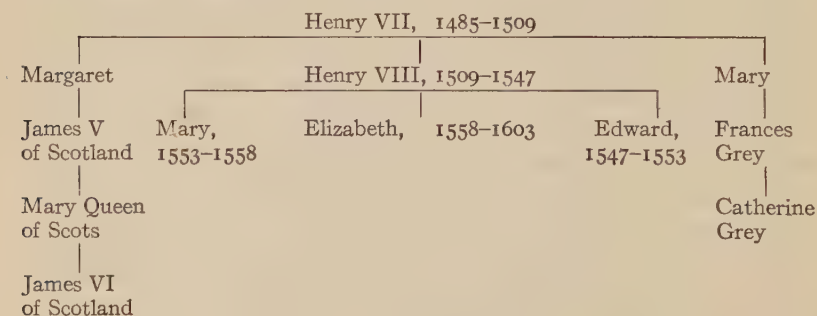 Henry VII, 1485–1509
Margaret Henry VIII, 1509–1547 Mary
James V Mary, Elizabeth, 1558–1603 Edward, Frances
of Scotland 1553–1558 1547–1553 Grey
Mary Queen Catherine
of Scots Grey
James VI
of Scotland